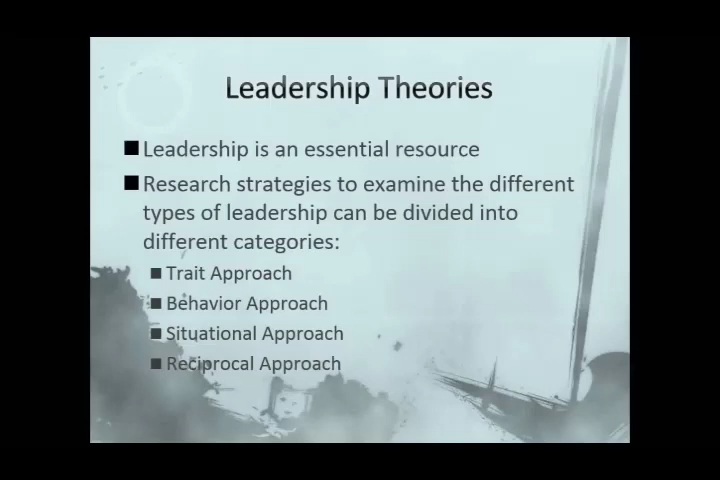 Leadership Theories
Leadership is an essential resource
Research strategies to examine the different
types of leadership can be divided into
different categories:
Trait Approach
Behavior Approach
Situational Approach
Reciprocal Approach